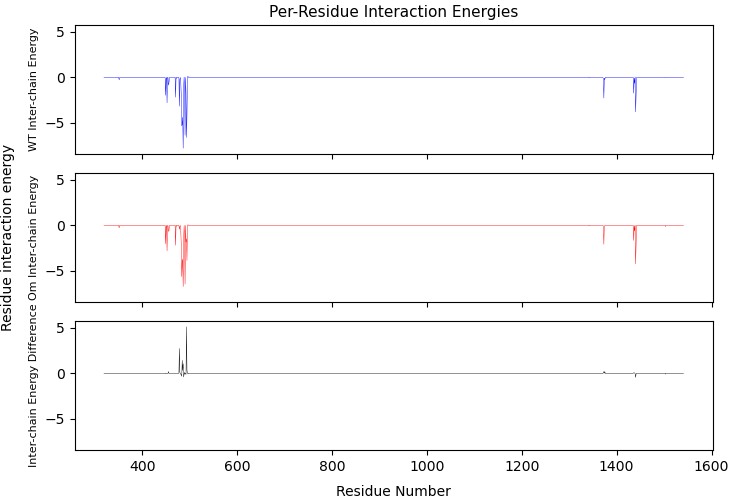 Per-Residue Interaction Energies
Residue interaction energy
WT Inter-chain Energy
5
0
−5
Om Inter-chain Energy
5
0
−5
Inter-chain Energy Difference
5
0
−5
400
600
800
1000
1200
1400
1600
Residue Number